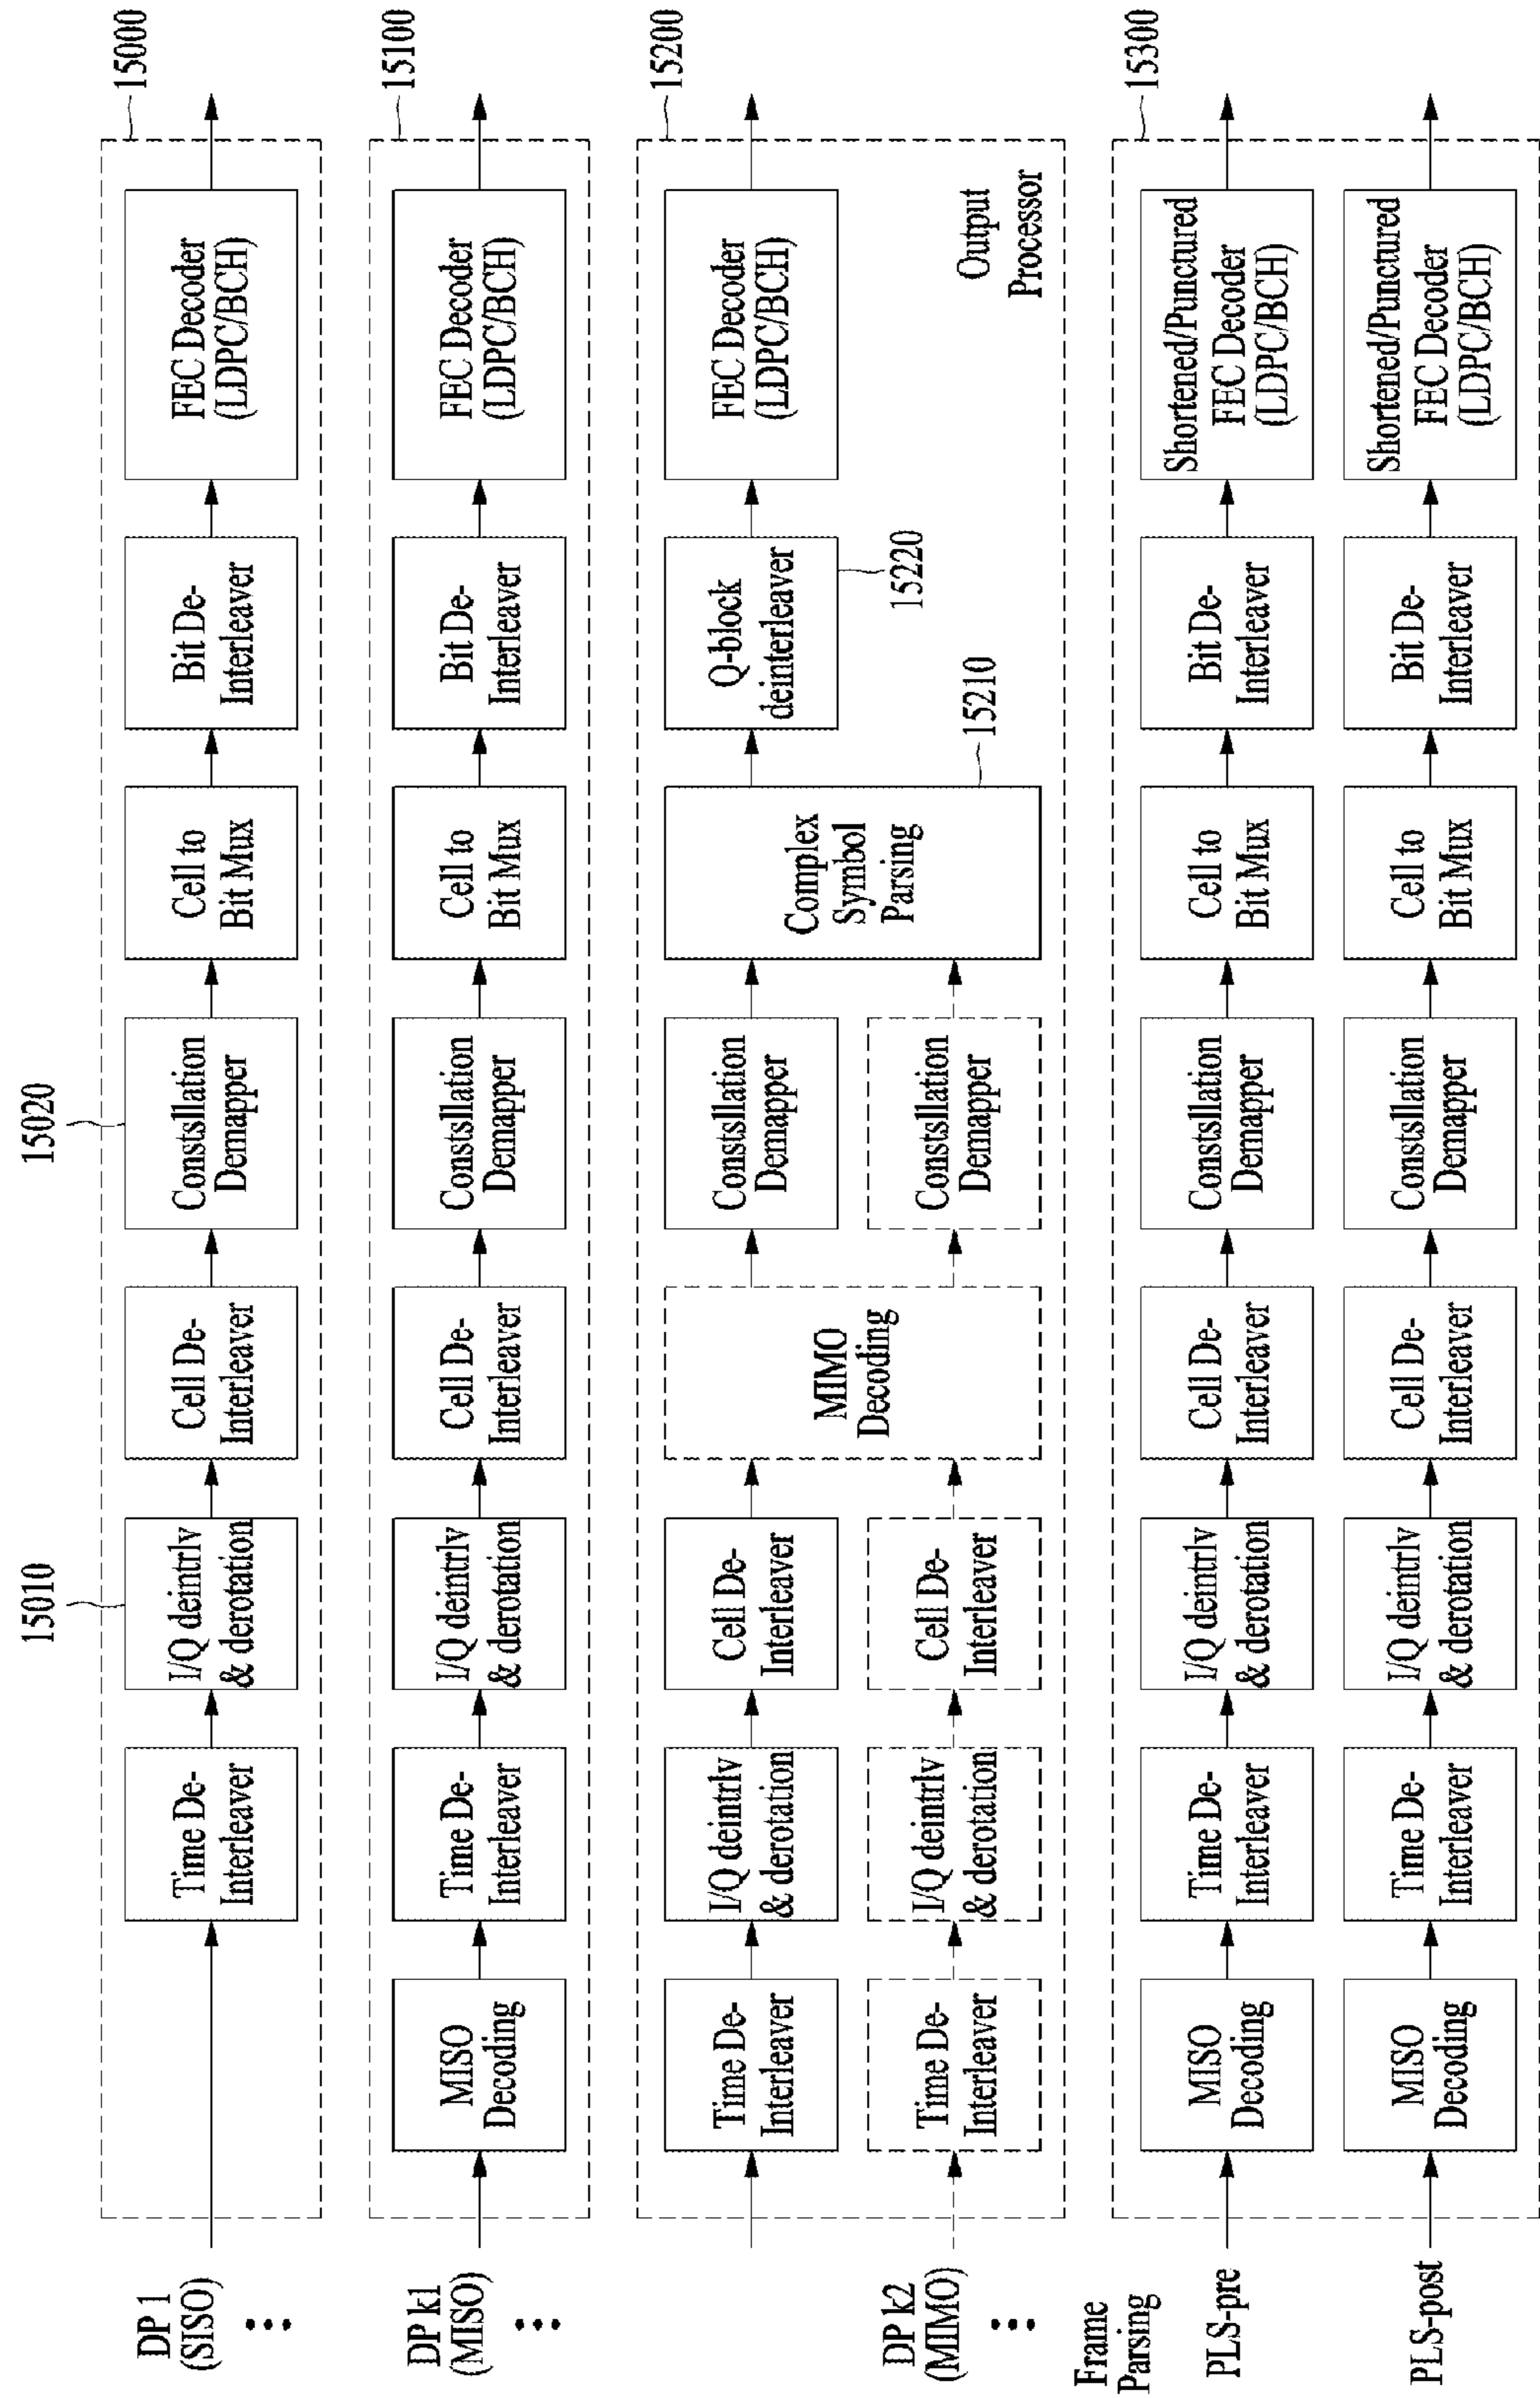 15010
15020
DP 1
(SISO)
Time De-
Interleaver
I/Q deintrlv
& derotation
Cell De-
Interleaver
Constsllation
Demapper
Cell to
Bit Mux
Bit De-
Interleaver
FEC Decoder
(LDPC/BCH)
15000
DP k1
(MISO)
MISO
Decoding
Time De-
Interleaver
I/Q deintrlv
& derotation
Cell De-
Interleaver
Constsllation
Demapper
Cell to
Bit Mux
Bit De-
Interleaver
FEC Decoder
(LDPC/BCH)
15100
Time De-
Interleaver
I/Q deintrlv
& derotation
Cell De-
Interleaver
MIMO
Decoding
Constsllation
Demapper
Complex
Symbol
Parsing
15210
Q-block
deinterleaver
15220
FEC Decoder
(LDPC/BCH)
15200
DP k2
(MIMO)
Time De-
Interleaver
I/Q deintrlv
& derotation
Cell De-
Interleaver
Constsllation
Demapper
Output
Processor
Frame
Parsing
PLS-pre
MISO
Decoding
Time De-
Interleaver
I/Q deintrlv
& derotation
Cell De-
Interleaver
Constsllation
Demapper
Cell to
Bit Mux
Bit De-
Interleaver
Shortened/Punctured
FEC Decoder
(LDPC/BCH)
15300
PLS-post
MISO
Decoding
Time De-
Interleaver
I/Q deintrlv
& derotation
Cell De-
Interleaver
Constsllation
Demapper
Cell to
Bit Mux
Bit De-
Interleaver
Shortened/Punctured
FEC Decoder
(LDPC/BCH)